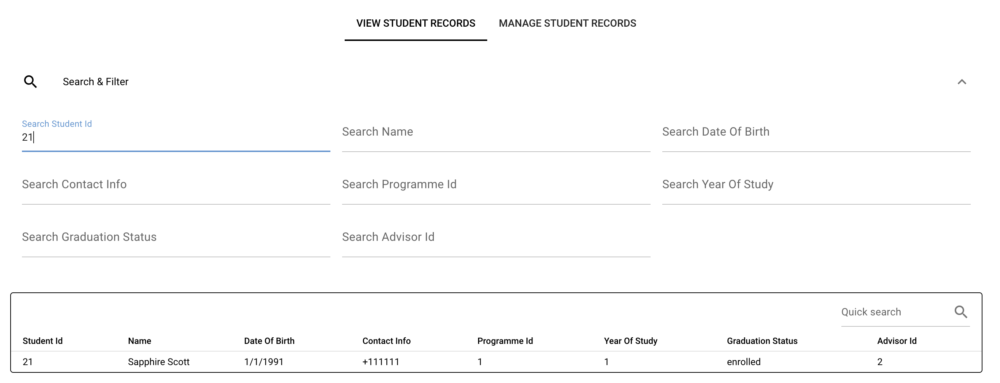 VIEW STUDENT RECORDS MANAGE STUDENT RECORDS
Search & Filter
Search Student Id
21
Search Name
Search Date Of Birth
Search Contact Info
Search Programme Id
Search Year Of Study
Search Graduation Status
Search Advisor Id
Quick search
Student Id Name Date Of Birth Contact Info Programme Id Year Of Study Graduation Status Advisor Id
21 Sapphire Scott 1/1/1991 +111111 1 1 enrolled 2